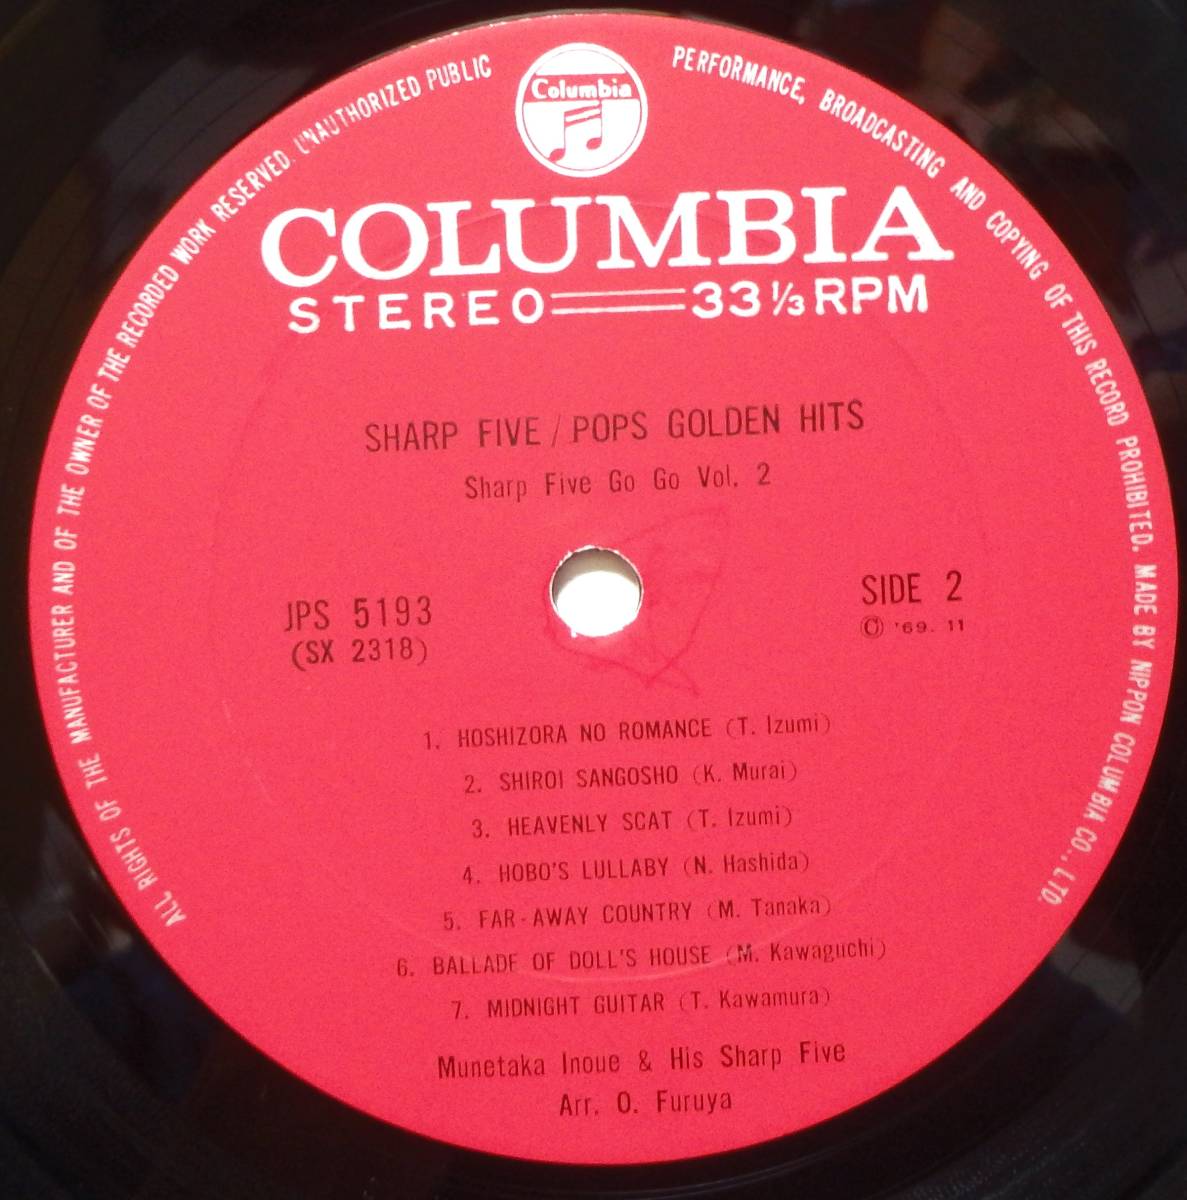 ALL RIGHTS OF THE MANUFACTURER AND OF THE OWNER OF THE RECORDED WORK RESERVED. UNAUTHORIZED PUBLIC PERFORMANCE, BROADCASTING AND COPYING OF THIS RECORD PROHIBITED. MADE BY NIPPON COLUMBIA CO., LTD.
Columbia
COLUMBIA
STEREO 33 1/3 RPM
SHARP FIVE / POPS GOLDEN HITS
Sharp Five Go Go Vol. 2
JPS 5193
(SX 2318)
SIDE 2
© '69. 11
1. HOSHIZORA NO ROMANCE (T. Izumi)
2. SHIROI SANGOSHO (K. Murai)
3. HEAVENLY SCAT (T. Izumi)
4. HOBO'S LULLABY (N. Hashida)
5. FAR-AWAY COUNTRY (M. Tanaka)
6. BALLADE OF DOLL'S HOUSE (M. Kawaguchi)
7. MIDNIGHT GUITAR (T. Kawamura)
Munetaka Inoue & His Sharp Five
Arr. O. Furuya